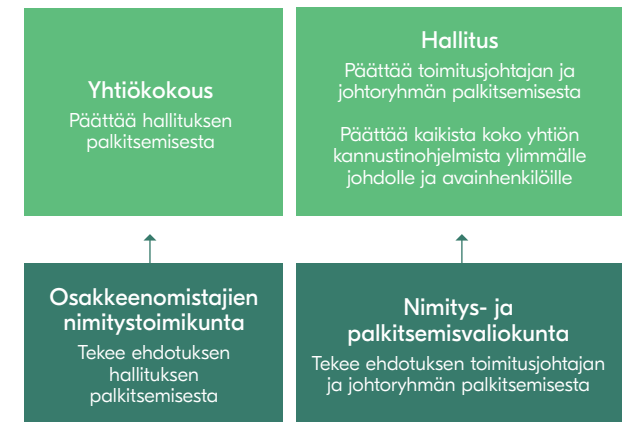 Yhtiökokous
Päättää hallituksen
palkitsemisesta
Hallitus
Päättää toimitusjohtajan ja
johtoryhmän palkitsemisesta
Päättää kaikista koko yhtiön
kannustinohjelmista ylimmälle
johdolle ja avainhenkilöille
Osakkeenomistajien
nimitystoimikunta
Tekee ehdotuksen
hallituksen
palkitsemisesta
Nimitys- ja
palkitsemisvaliokunta
Tekee ehdotuksen toimitusjohtajan
ja johtoryhmän palkitsemisesta